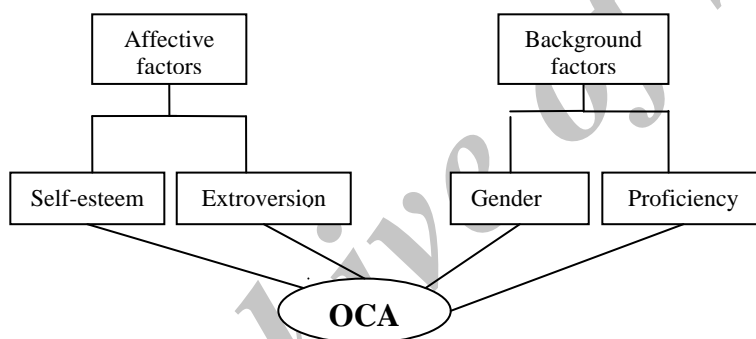 Affective
factors
Background
factors
Self-esteem
Extroversion
Gender
Proficiency
OCA